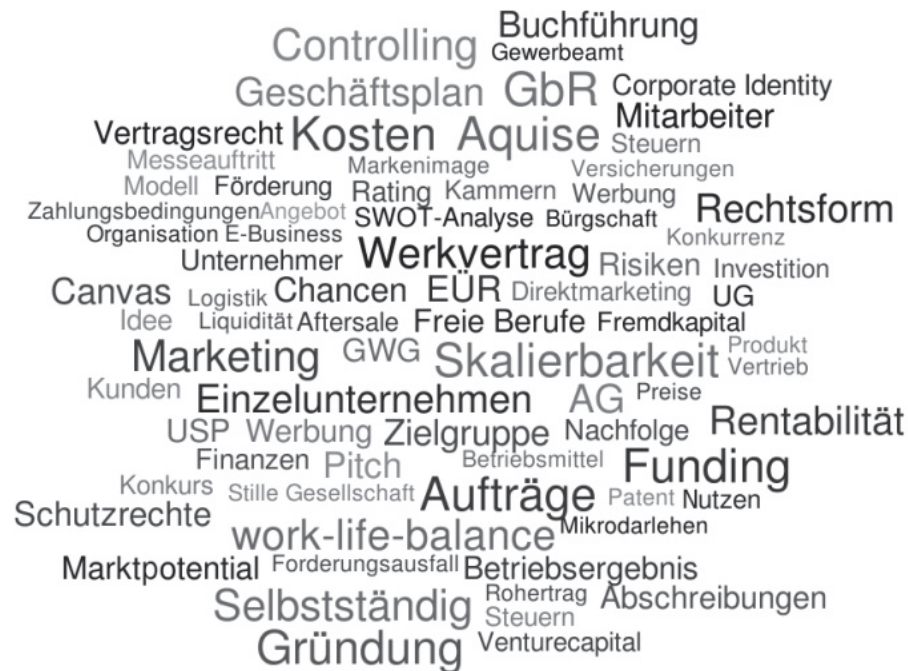 Controlling Buchführung
Gewerbeamt
Geschäftsplan GbR Corporate Identity
Vertragsrecht Kosten Aquise Mitarbeiter
Steuern
Messeauftritt Markenimage Versicherungen
Modell Förderung Rating Kammern Werbung
Zahlungsbedingungen Angebot SWOT-Analyse Bürgschaft Rechtsform
Organisation E-Business Konkurrenz
Unternehmer Werkvertrag Risiken Investition
Canvas Logistik Chancen EÜR Direktmarketing UG
Idee Liquidität Aftersale Freie Berufe Fremdkapital
Marketing GWG Skalierbarkeit Produkt
Vertrieb
Kunden Einzelunternehmen AG Preise
USP Werbung Zielgruppe Nachfolge Rentabilität
Finanzen Pitch Betriebsmittel Funding
Konkurs Stille Gesellschaft Aufträge Patent Nutzen
Schutzrechte work-life-balance Mikrodarlehen
Marktpotential Forderungsausfall Betriebsergebnis
Selbstständig Rohertrag Abschreibungen
Steuern
Gründung Venturecapital